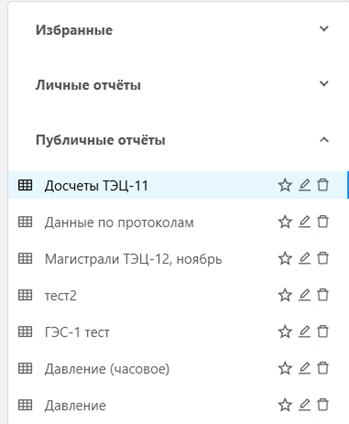 Избранные
Личные отчёты
Публичные отчёты
Досчеты ТЭЦ-11
Данные по протоколам
Магистрали ТЭЦ-12, ноябрь
тест2
ГЭС-1 тест
Давление (часовое)
Давление